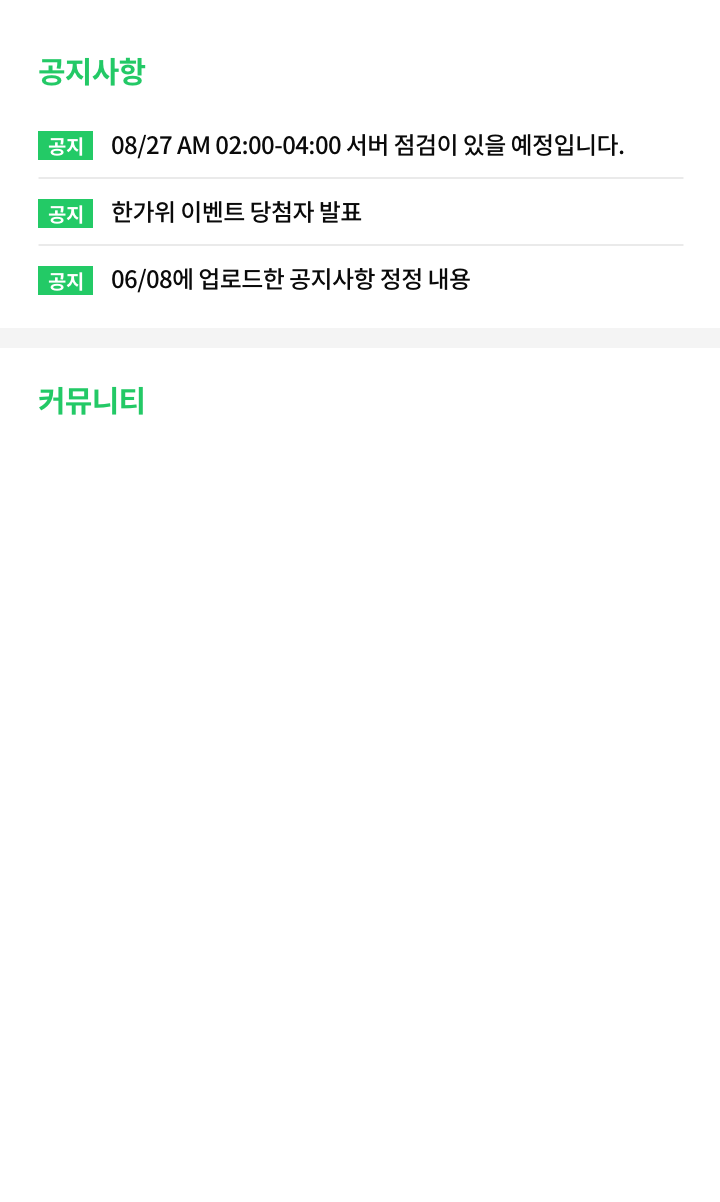 공지사항
공지 08/27 AM 02:00-04:00 서버 점검이 있을 예정입니다.
공지 한가위 이벤트 당첨자 발표
공지 06/08에 업로드한 공지사항 정정 내용
커뮤니티